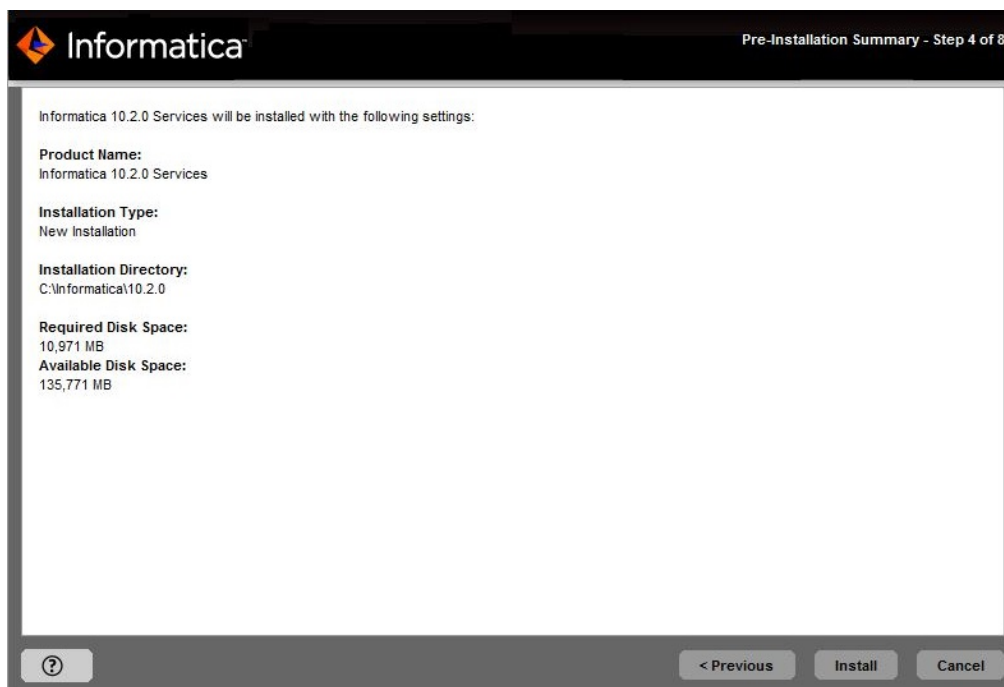 Informatica
Pre-Installation Summary - Step 4 of 8
Informatica 10.2.0 Services will be installed with the following settings:
Product Name:
Informatica 10.2.0 Services
Installation Type:
New Installation
Installation Directory:
C:\Informatica\10.2.0
Required Disk Space:
10,971 MB
Available Disk Space:
135,771 MB
?
< Previous
Install
Cancel